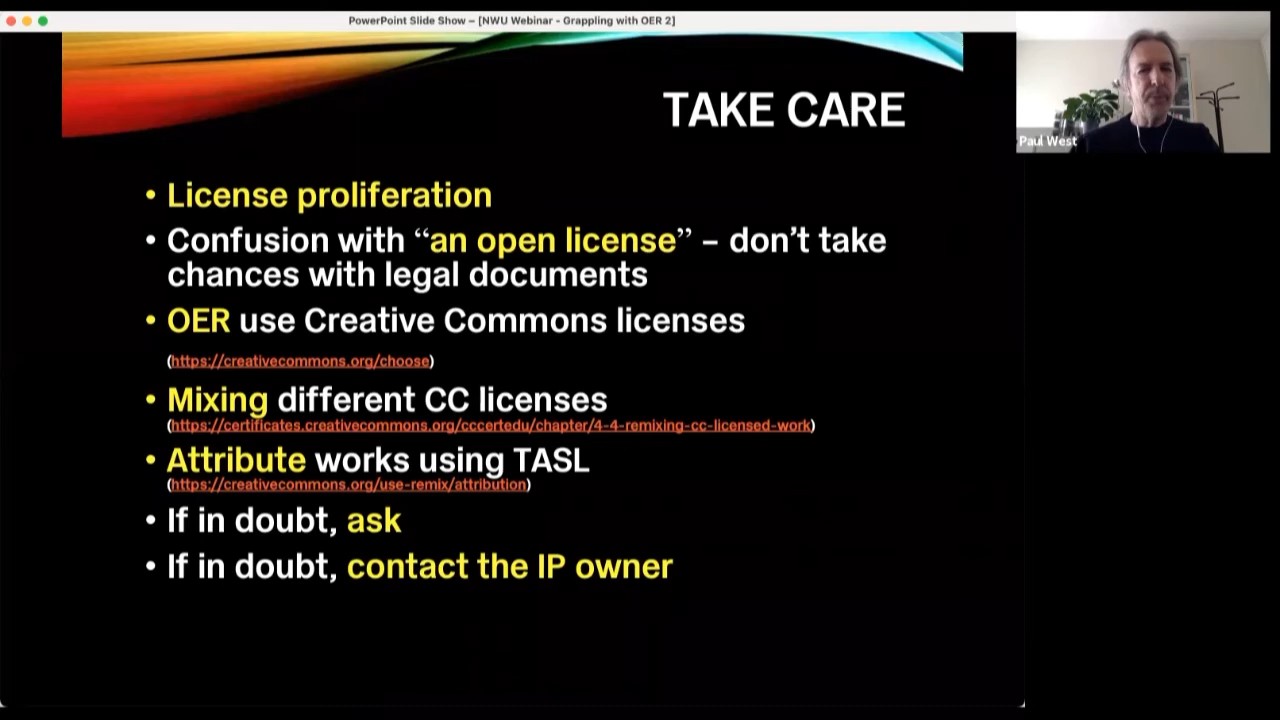 PowerPoint Slide Show – [NWU Webinar - Grappling with OER 2]
TAKE CARE
• License proliferation
• Confusion with “an open license” – don’t take
chances with legal documents
• OER use Creative Commons licenses
(https://creativecommons.org/choose)
• Mixing different CC licenses
(https://certificates.creativecommons.org/cccertedu/chapter/4-4-remixing-cc-licensed-work)
• Attribute works using TASL
(https://creativecommons.org/use-remix/attribution)
• If in doubt, ask
• If in doubt, contact the IP owner
Paul West